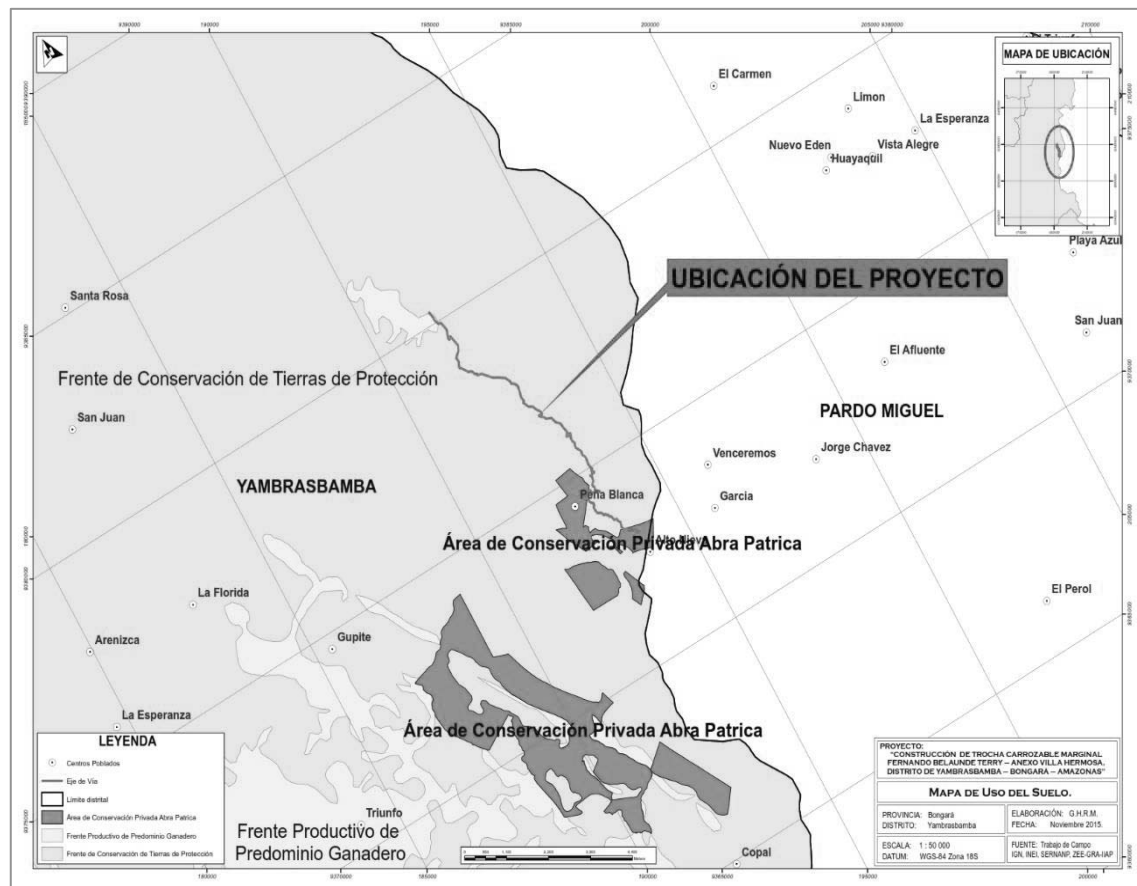 MAPA DE UBICACIÓN
El Carmen
Limon
La Esperanza
Nuevo Eden
Vista Alegre
Huayaquil
Playa Azul
UBICACIÓN DEL PROYECTO
Santa Rosa
San Juan
El Afluente
Frente de Conservación de Tierras de Protección
PARDO MIGUEL
San Juan
Jorge Chavez
Venceremos
YAMBRASBAMBA
Peña Blanca
Garcia
Área de Conservación Privada Abra Patrica
La Florida
El Perol
Gupite
Arenizca
La Esperanza
Área de Conservación Privada Abra Patrica
Triunfo
Frente Productivo de
Predominio Ganadero
Copal
LEYENDA
Centros Poblados
Eje de Vía
Limite distrital
Área de Conservación Privada Abra Patrica
Frente Productivo de Predominio Ganadero
Frente de Conservación de Tierras de Protección
PROYECTO:
"CONSTRUCCIÓN DE TROCHA CARROZABLE MARGINAL
FERNANDO BELAUNDE TERRY – ANEXO VILLA HERMOSA,
DISTRITO DE YAMBRASBAMBA – BONGARÁ – AMAZONAS"
MAPA DE USO DEL SUELO.
PROVINCIA: Bongará
DISTRITO: Yambrasbamba
ELABORACIÓN: G.H.R.M.
FECHA: Noviembre 2015.
ESCALA: 1 : 50 000
DATUM: WGS-84 Zona 18S
FUENTE: Trabajo de Campo
IGN, INEI, SERNANP, ZEE-GRA-IIAP